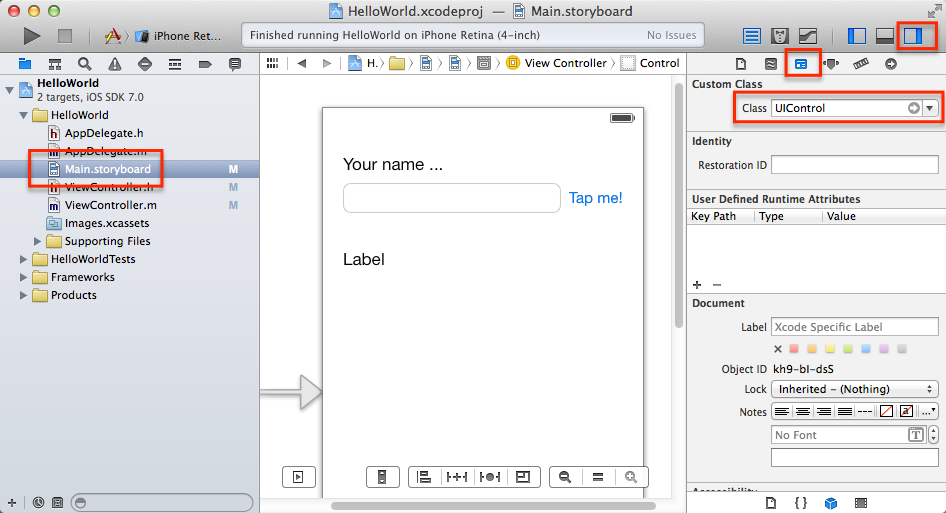 HelloWorld.xcodeproj — Main.storyboard
iPhone Retina (
Finished running HelloWorld on iPhone Retina (4-inch)
No Issues
H.
View Controller
Control
HelloWorld
2 targets, iOS SDK 7.0
HelloWorld
h AppDelegate.h
m AppDelegate.m
Main.storyboard M
h ViewController.h M
m ViewController.m M
Images.xcassets
Supporting Files
HelloWorldTests
Frameworks
Products
Your name ...
Tap me!
Label
Custom Class
Class UIControl
Identity
Restoration ID
User Defined Runtime Attributes
Key Path Type Value
Document
Label Xcode Specific Label
Object ID kh9-bI-dsS
Lock Inherited - (Nothing)
Notes
No Font T